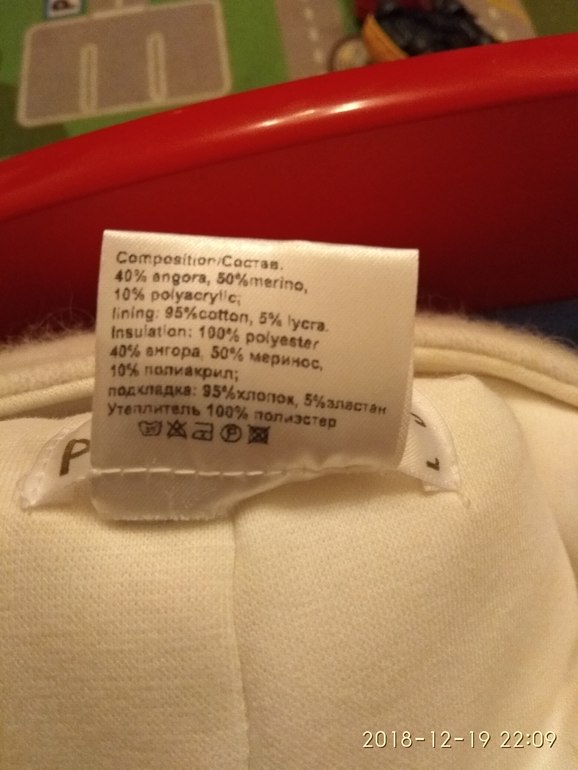 P
Composition/Состав.
40% angora, 50%merino,
10% polyacrylic;
lining: 95%cotton, 5% lycra.
Insulation: 100% polyester
40% ангора, 50% меринос,
10% полиакрил;
подкладка: 95%хлопок, 5%эластан
Утеплитель 100% полиэстер
P
2018-12-19 22:09